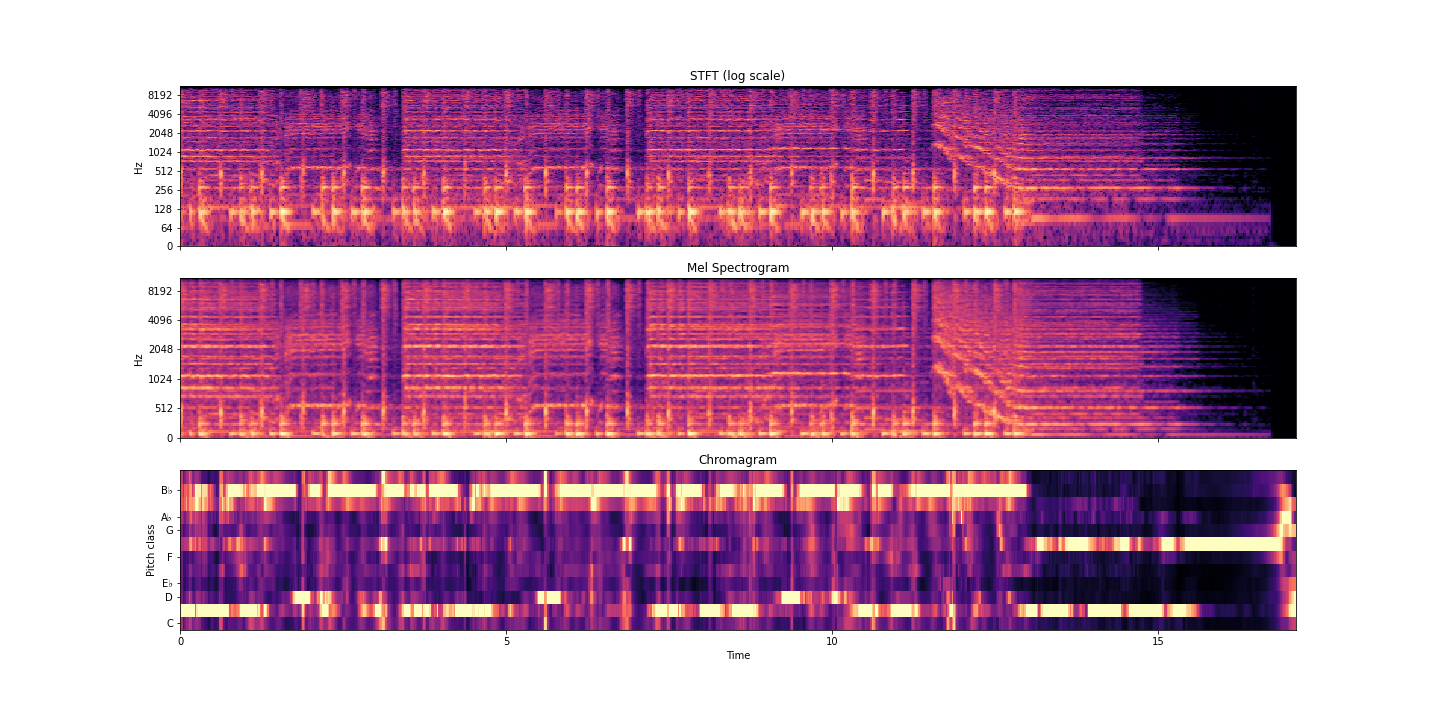 STFT (log scale)
8192
4096
2048
1024
512
256
128
64
0
Hz
Mel Spectrogram
8192
4096
2048
1024
512
0
Hz
Chromagram
B♭
A♭
G
F
E♭
D
C
Pitch class
0
5
10
15
Time